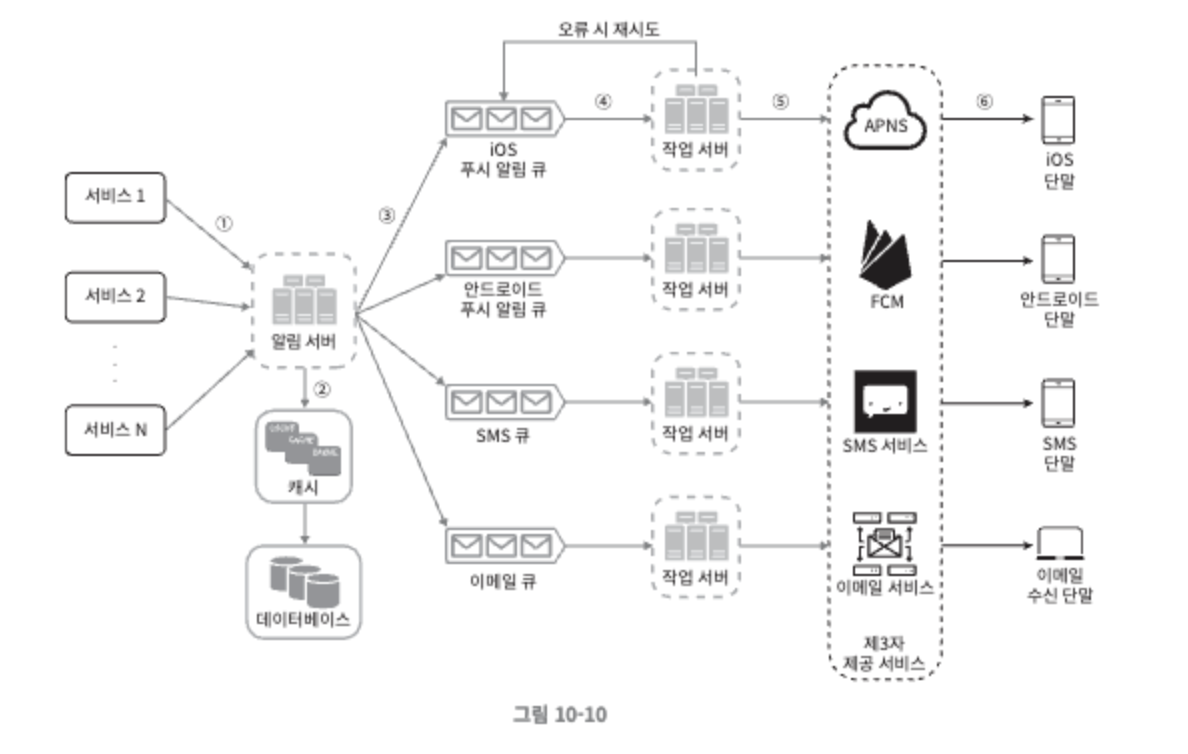 오류 시 재시도
④
⑤
⑥
APNS
iOS
푸시 알림 큐
작업 서버
iOS
단말
서비스 1
①
③
서비스 2
알림 서버
안드로이드
푸시 알림 큐
작업 서버
FCM
안드로이드
단말
②
서비스 N
CACHE
캐시
SMS 큐
작업 서버
SMS 서비스
SMS
단말
데이터베이스
이메일 큐
작업 서버
이메일 서비스
이메일
수신 단말
제3자
제공 서비스
그림 10-10